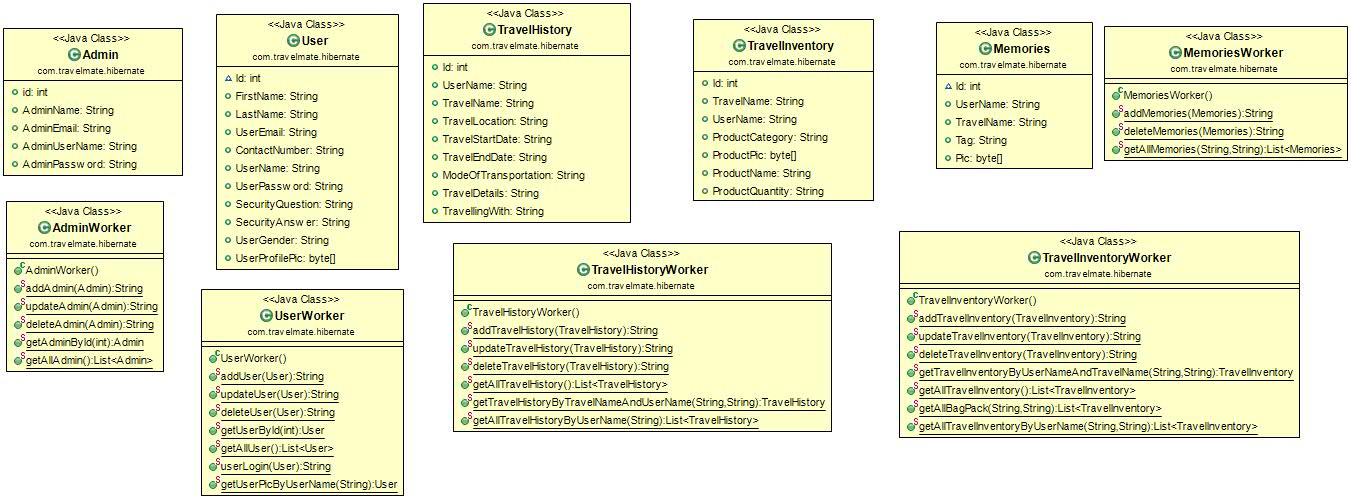 <<Java Class>>
Admin
com.travelmate.hibernate
id: int
AdminName: String
AdminEmail: String
AdminUserName: String
AdminPassword: String
<<Java Class>>
User
com.travelmate.hibernate
Id: int
FirstName: String
LastName: String
UserEmail: String
ContactNumber: String
UserName: String
UserPassword: String
SecurityQuestion: String
SecurityAnswer: String
UserGender: String
UserProfilePic: byte[]
<<Java Class>>
TravelHistory
com.travelmate.hibernate
Id: int
UserName: String
TravelName: String
TravelLocation: String
TravelStartDate: String
TravelEndDate: String
ModeOfTransportation: String
TravelDetails: String
TravellingWith: String
<<Java Class>>
TravelInventory
com.travelmate.hibernate
Id: int
TravelName: String
UserName: String
ProductCategory: String
ProductPic: byte[]
ProductName: String
ProductQuantity: String
<<Java Class>>
Memories
com.travelmate.hibernate
Id: int
UserName: String
TravelName: String
Tag: String
Pic: byte[]
<<Java Class>>
MemoriesWorker
com.travelmate.hibernate
MemoriesWorker()
addMemories(Memories):String
deleteMemories(Memories):String
getAllMemories(String,String):List<Memories>
<<Java Class>>
AdminWorker
com.travelmate.hibernate
AdminWorker()
addAdmin(Admin):String
updateAdmin(Admin):String
deleteAdmin(Admin):String
getAdminById(int):Admin
getAllAdmin():List<Admin>
<<Java Class>>
UserWorker
com.travelmate.hibernate
UserWorker()
addUser(User):String
updateUser(User):String
deleteUser(User):String
getUserById(int):User
getAllUser():List<User>
userLogin(User):String
getUserPicByUserName(String):User
<<Java Class>>
TravelHistoryWorker
com.travelmate.hibernate
TravelHistoryWorker()
addTravelHistory(TravelHistory):String
updateTravelHistory(TravelHistory):String
deleteTravelHistory(TravelHistory):String
getAllTravelHistory():List<TravelHistory>
getTravelHistoryByTravelNameAndUserName(String,String):TravelHistory
getAllTravelHistoryByUserName(String):List<TravelHistory>
<<Java Class>>
TravelInventoryWorker
com.travelmate.hibernate
TravelInventoryWorker()
addTravelInventory(TravelInventory):String
updateTravelInventory(TravelInventory):String
deleteTravelInventory(TravelInventory):String
getTravelInventoryByUserNameAndTravelName(String,String):TravelInventory
getAllTravelInventory():List<TravelInventory>
getAllBagPack(String,String):List<TravelInventory>
getAllTravelInventoryByUserName(String,String):List<TravelInventory>